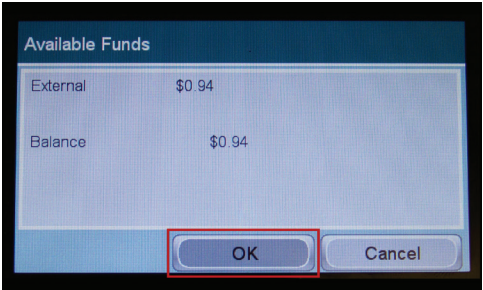 Available Funds
External $0.94
Balance $0.94
OK Cancel